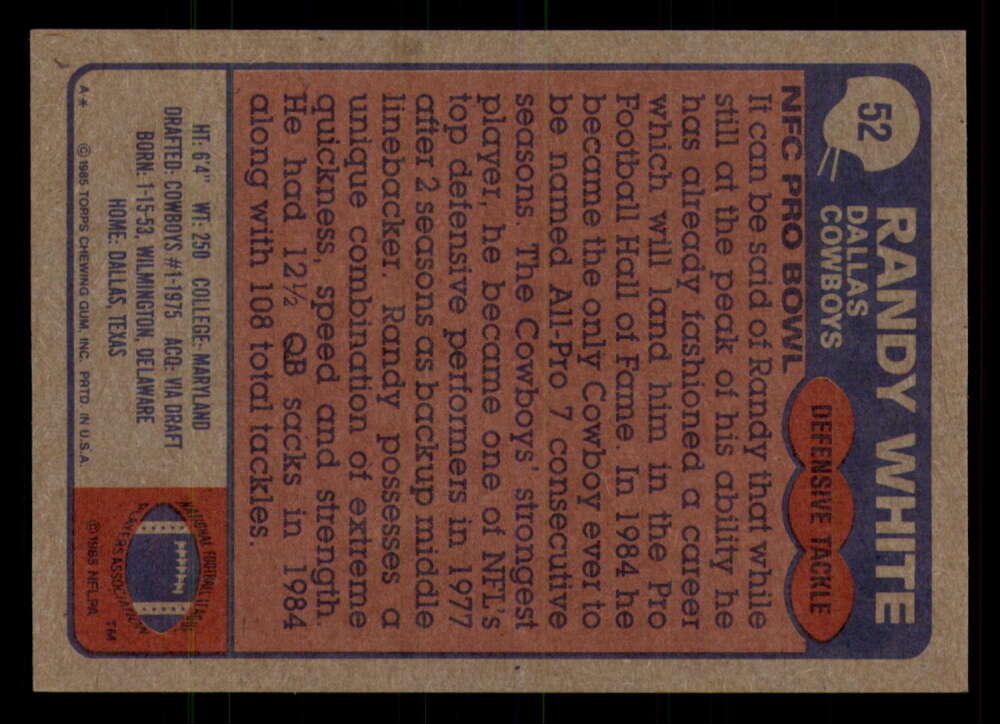 52
RANDY WHITE
DALLAS
COWBOYS
DEFENSIVE TACKLE
NFC PRO BOWL
It can be said of Randy that while
still at the peak of his ability he
has already fashioned a career
which will land him in the Pro
Football Hall of Fame. In 1984 he
became the only Cowboy ever to
be named All-Pro 7 consecutive
seasons. The Cowboys' strongest
player, he became one of NFL's
top defensive performers in 1977
after 2 seasons as backup middle
linebacker. Randy possesses a
unique combination of extreme
quickness, speed and strength.
He had 12½ QB sacks in 1984
along with 108 total tackles.
HT: 6'4" WT: 250 COLLEGE: MARYLAND
DRAFTED: COWBOYS #1-1975 ACQ: VIA DRAFT
BORN: 1-15-53, WILMINGTON, DELAWARE
HOME: DALLAS, TEXAS
A* © 1985 TOPPS CHEWING GUM, INC. PRTD. IN U.S.A.
NATIONAL FOOTBALL LEAGUE
PLAYERS ASSOCIATION
TM
© 1985 NFLPA